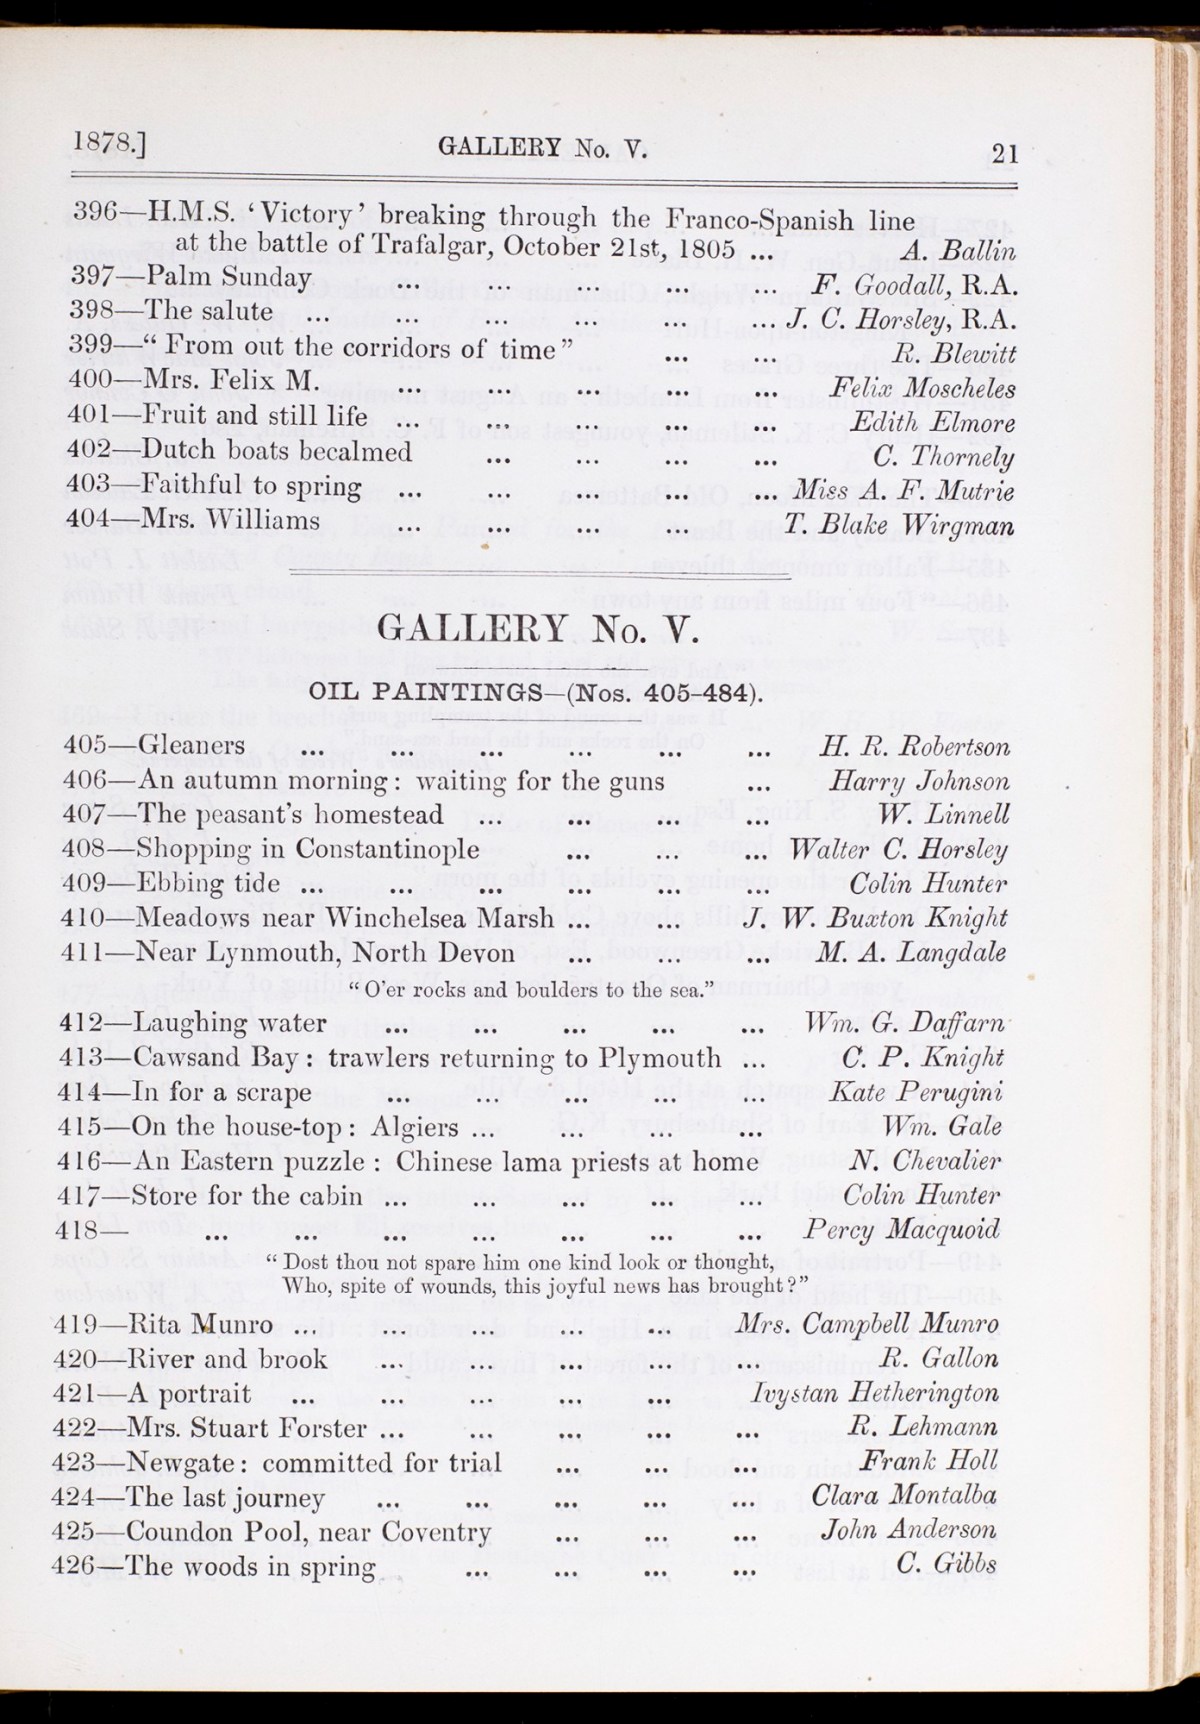 1878.] GALLERY No. V. 21
396—H.M.S. ‘Victory’ breaking through the Franco-Spanish line
at the battle of Trafalgar, October 21st, 1805 ... A. Ballin
397—Palm Sunday ... ... ... ... ... F. Goodall, R.A.
398—The salute ... ... ... ... ... ... J. C. Horsley, R.A.
399—“ From out the corridors of time ” ... ... R. Blewitt
400—Mrs. Felix M. ... ... ... ... ... Felix Moscheles
401—Fruit and still life ... ... ... ... ... Edith Elmore
402—Dutch boats becalmed ... ... ... ... C. Thornely
403—Faithful to spring ... ... ... ... ... Miss A. F. Mutrie
404—Mrs. Williams ... ... ... ... T. Blake Wirgman
GALLERY No. V.
OIL PAINTINGS—(Nos. 405–484).
405—Gleaners ... ... ... ... ... ... H. R. Robertson
406—An autumn morning : waiting for the guns ... Harry Johnson
407—The peasant’s homestead ... ... ... ... W. Linnell
408—Shopping in Constantinople ... ... ... Walter C. Horsley
409—Ebbing tide ... ... ... ... ... ... Colin Hunter
410—Meadows near Winchelsea Marsh ... ... J. W. Buxton Knight
411—Near Lynmouth, North Devon ... ... M. A. Langdale
“ O’er rocks and boulders to the sea.”
412—Laughing water ... ... ... ... ... Wm. G. Daffarn
413—Cawsand Bay : trawlers returning to Plymouth ... C. P. Knight
414—In for a scrape ... ... ... ... ... Kate Perugini
415—On the house-top : Algiers ... ... ... ... Wm. Gale
416—An Eastern puzzle : Chinese lama priests at home N. Chevalier
417—Store for the cabin ... ... ... ... ... Colin Hunter
418— ... ... ... ... ... ... ... Percy Macquoid
“ Dost thou not spare him one kind look or thought,
Who, spite of wounds, this joyful news has brought ?”
419—Rita Munro ... ... ... ... ... Mrs. Campbell Munro
420—River and brook ... ... ... ... ... R. Gallon
421—A portrait ... ... ... ... ... Ivystan Hetherington
422—Mrs. Stuart Forster ... ... ... ... ... R. Lehmann
423—Newgate : committed for trial ... ... ... Frank Holl
424—The last journey ... ... ... ... ... Clara Montalba
425—Coundon Pool, near Coventry ... ... ... John Anderson
426—The woods in spring ... ... ... ... C. Gibbs